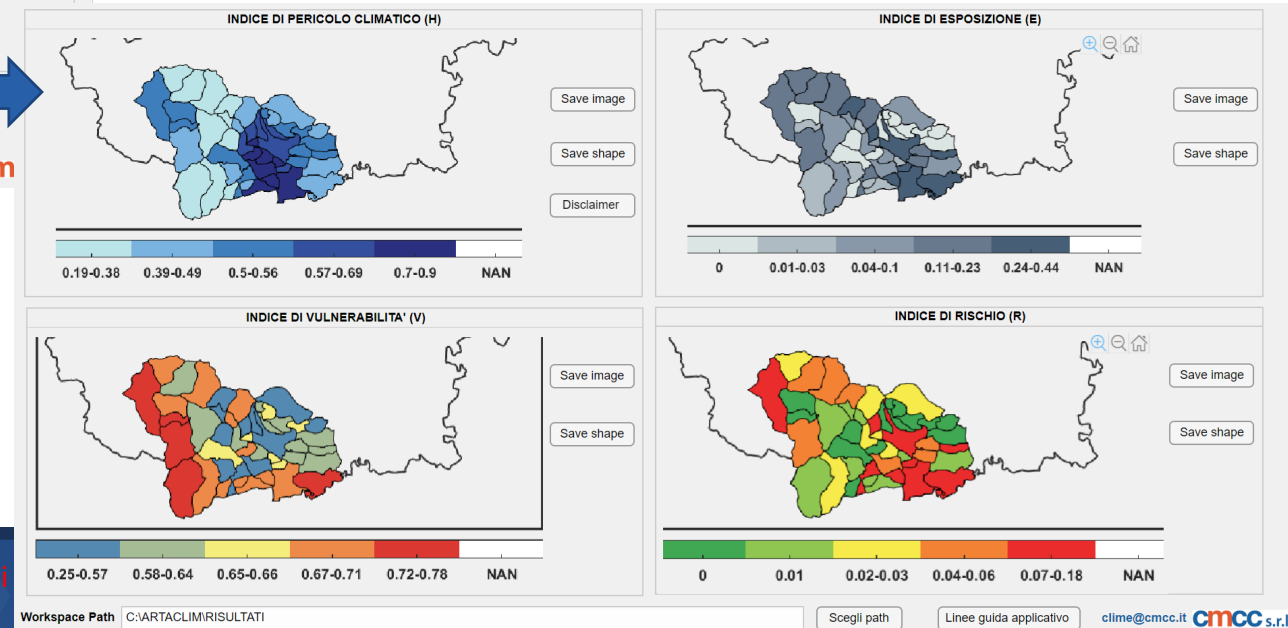 INDICE DI PERICOLO CLIMATICO (H)
Save image
Save shape
Disclaimer
0.19-0.38 0.39-0.49 0.5-0.56 0.57-0.69 0.7-0.9 NAN
INDICE DI ESPOSIZIONE (E)
Save image
Save shape
0 0.01-0.03 0.04-0.1 0.11-0.23 0.24-0.44 NAN
m
INDICE DI VULNERABILITA' (V)
Save image
Save shape
0.25-0.57 0.58-0.64 0.65-0.66 0.67-0.71 0.72-0.78 NAN
INDICE DI RISCHIO (R)
Save image
Save shape
0 0.01 0.02-0.03 0.04-0.06 0.07-0.18 NAN
i
Workspace Path C:\ARTACLIM\RISULTATI Scegli path Linee guida applicativo clime@cmcc.it cmcc s.r.l